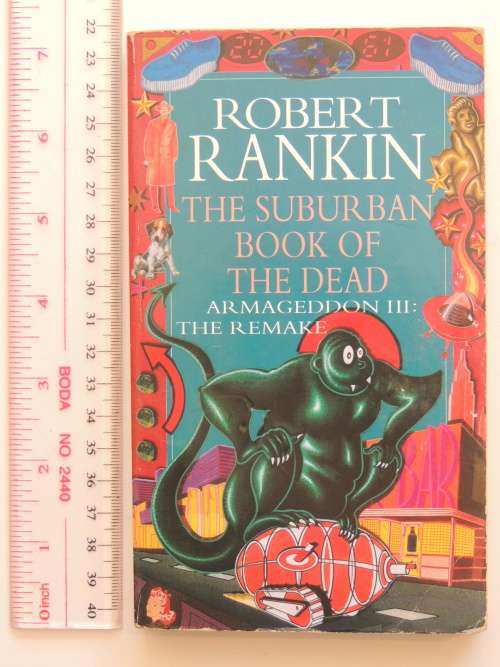 20
61
ROBERT
RANKIN
THE SUBURBAN
BOOK OF
THE DEAD
ARMAGEDDON III:
THE REMAKE
BAR
22
23
24
25
26
27
28
29
30
31
32
33
34
35
36
37
38
39
40
7
6
5
4
3
2
1
0 inch
BODA NO 2440